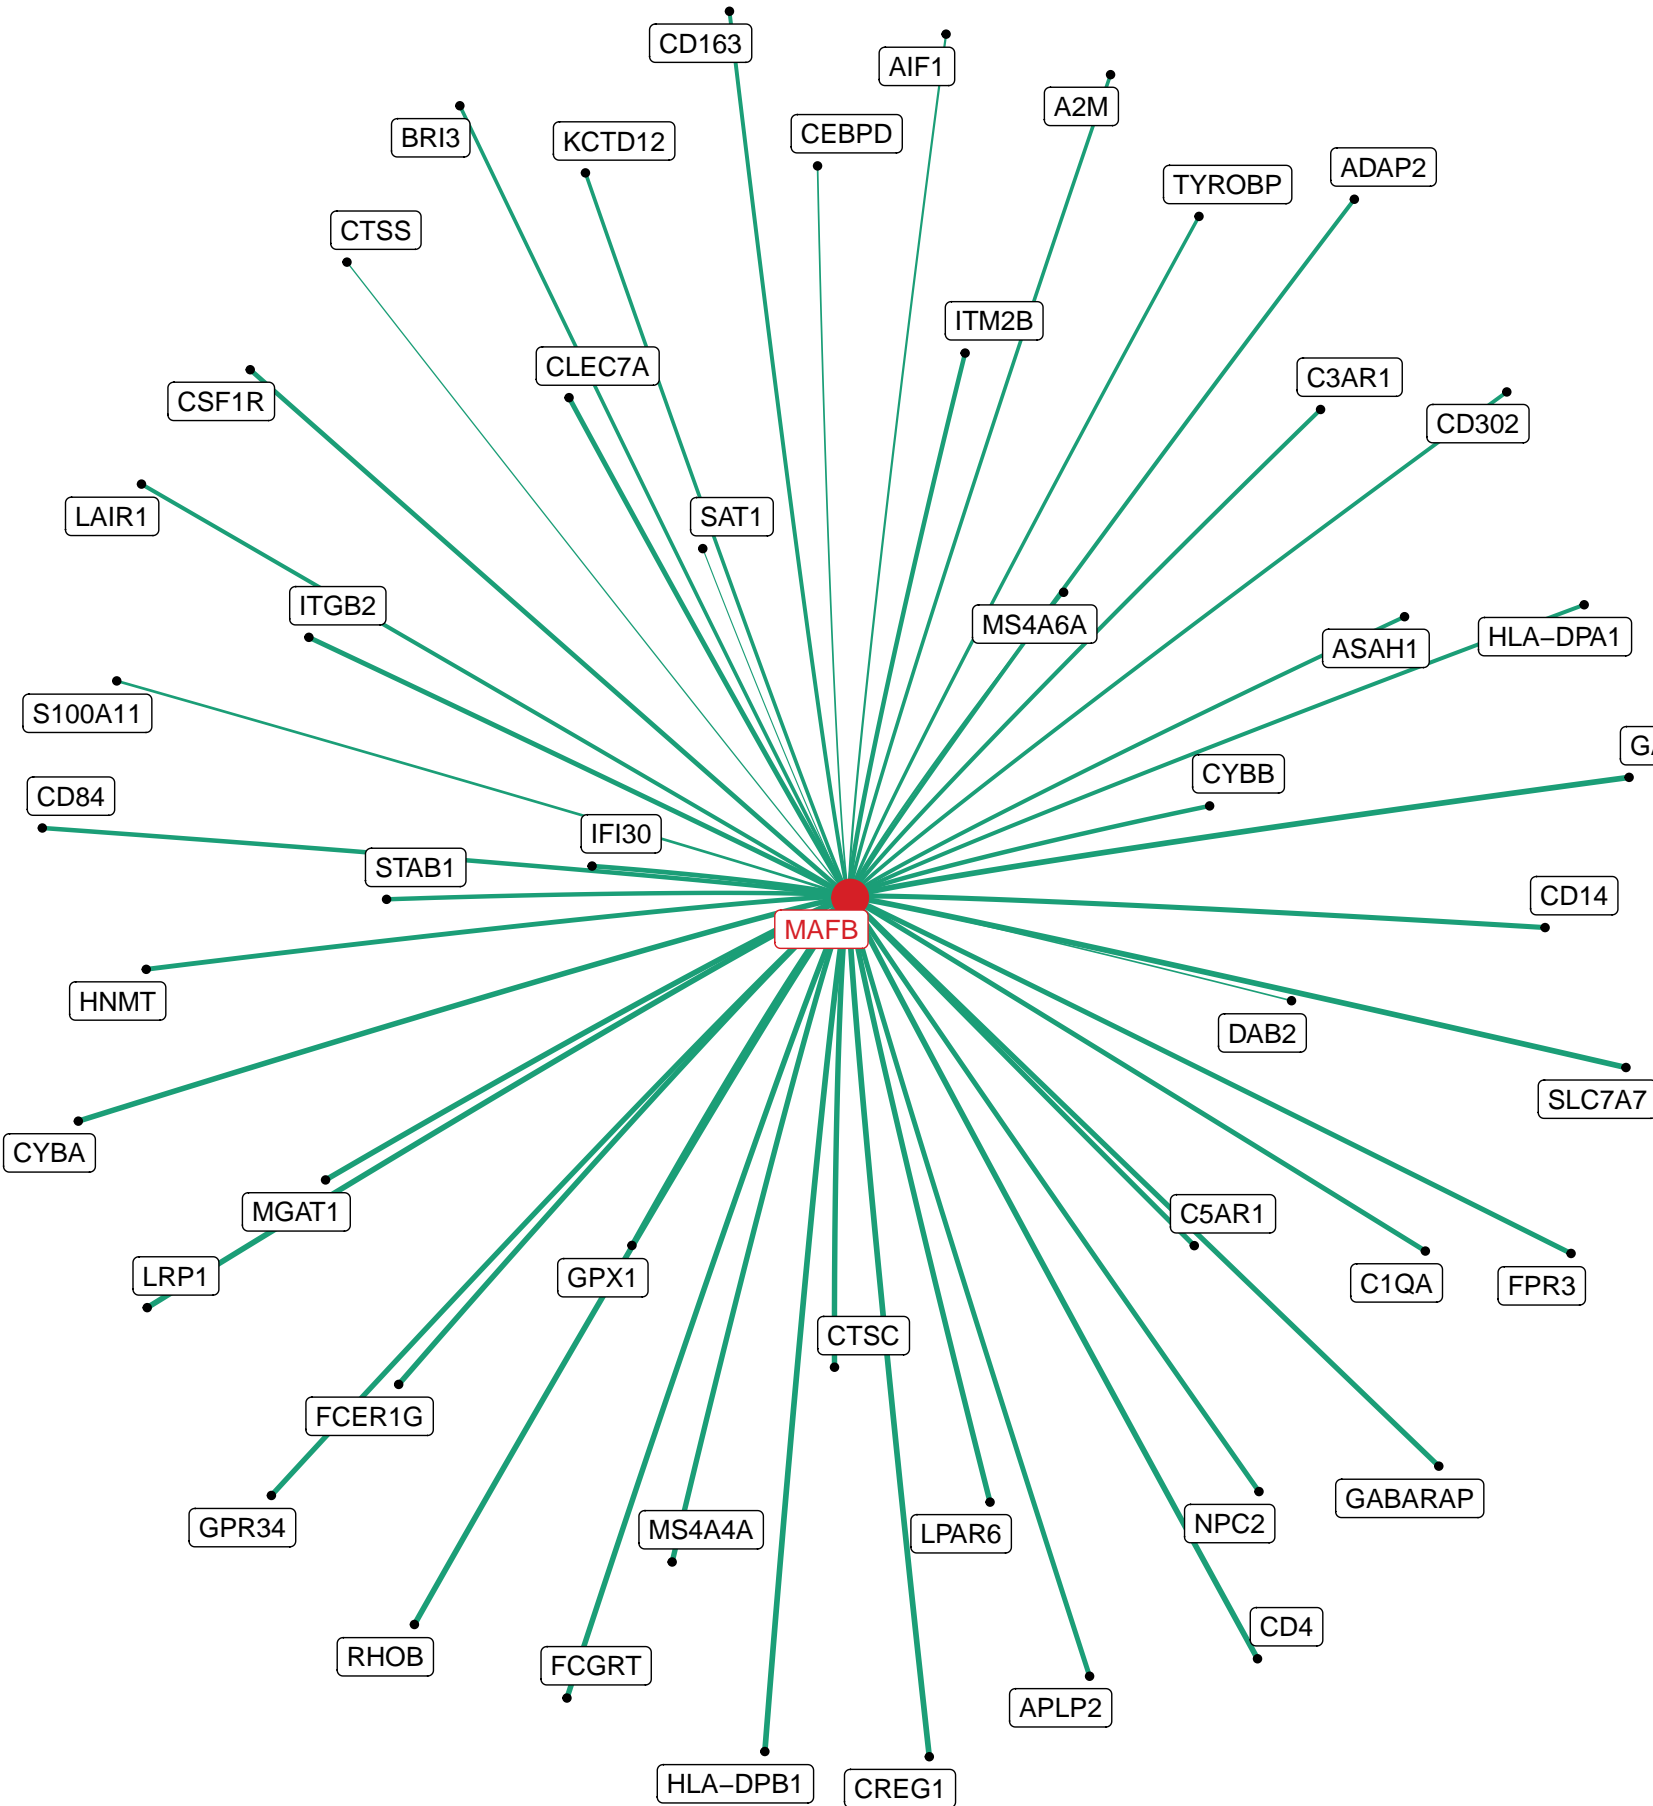 CD163
AIF1
A2M
BRI3
KCTD12
CEBPD
TYROBP
ADAP2
CTSS
ITM2B
CLEC7A
C3AR1
CSF1R
CD302
LAIR1
SAT1
ITGB2
MS4A6A
ASAH1
HLA−DPA1
S100A11
CYBB
CD84
IFI30
STAB1
CD14
MAFB
HNMT
DAB2
SLC7A7
CYBA
MGAT1
C5AR1
LRP1
GPX1
C1QA
FPR3
CTSC
FCER1G
GABARAP
GPR34
MS4A4A
LPAR6
NPC2
CD4
RHOB
FCGRT
APLP2
HLA−DPB1
CREG1